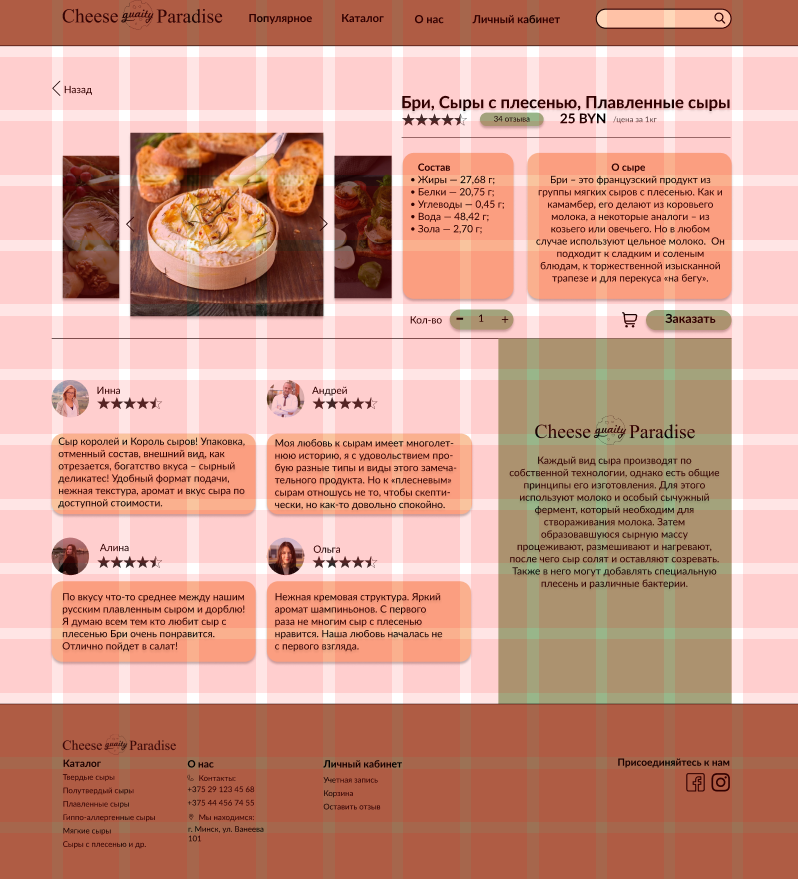 Cheese quaity Paradise
Популярное
Каталог
О нас
Личный кабинет
Назад
Бри, Сыры с плесенью, Плавленные сыры
34 отзыва
25 BYN /цена за 1кг
Состав
• Жиры — 27,68 г;
• Белки — 20,75 г;
• Углеводы — 0,45 г;
• Вода — 48,42 г;
• Зола — 2,70 г;
О сыре
Бри – это французский продукт из
группы мягких сыров с плесенью. Как и
камамбер, его делают из коровьего
молока, а некоторые аналоги – из
козьего или овечьего. Но в любом
случае используют цельное молоко. Он
подходит к сладким и соленым
блюдам, к торжественной изысканной
трапезе и для перекуса «на бегу».
Кол-во
- 1 +
Заказать
Инна
Сыр королей и Король сыров! Упаковка,
отменный состав, внешний вид, как
отрезается, богатство вкуса – сырный
деликатес! Удобный формат подачи,
нежная текстура, аромат и вкус сыра по
доступной стоимости.
Андрей
Моя любовь к сырам имеет многолет-
нюю историю, я с удовольствием про-
бую разные типы и виды этого замеча-
тельного продукта. Но к «плесневым»
сырам отношусь не то, чтобы скепти-
чески, но как-то довольно спокойно.
Алина
По вкусу что-то среднее между нашим
русским плавленным сыром и дорблю!
Я думаю всем тем кто любит сыр с
плесенью Бри очень понравится.
Отлично пойдет в салат!
Ольга
Нежная кремовая структура. Яркий
аромат шампиньонов. С первого
раза не многим сыр с плесенью
нравится. Наша любовь началась не
с первого взгляда.
Cheese quaity Paradise
Каждый вид сыра производят по
собственной технологии, однако есть общие
принципы его изготовления. Для этого
используют молоко и особый сычужный
фермент, который необходим для
створаживания молока. Затем
образовавшуюся сырную массу
процеживают, размешивают и нагревают,
после чего сыр солят и оставляют созревать.
Также в него могут добавлять специальную
плесень и различные бактерии.
Cheese quaity Paradise
Каталог
Твердые сыры
Полутвердый сыры
Плавленные сыры
Гиппо-аллергенные сыры
Мягкие сыры
Сыры с плесенью и др.
О нас
Контакты:
+375 29 123 45 68
+375 44 456 74 55
Мы находимся:
г. Минск, ул. Ванеева
101
Личный кабинет
Учетная запись
Корзина
Оставить отзыв
Присоединяйтесь к нам